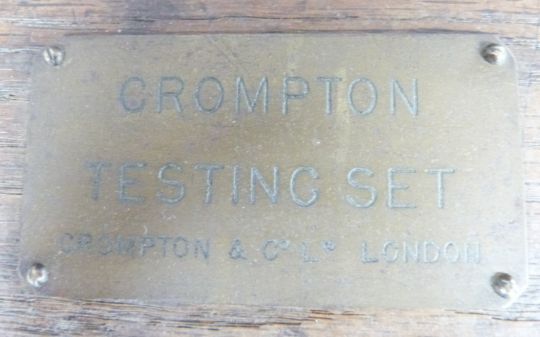 CROMPTON
TESTING SET
CROMPTON & Cº Lᴰ LONDON